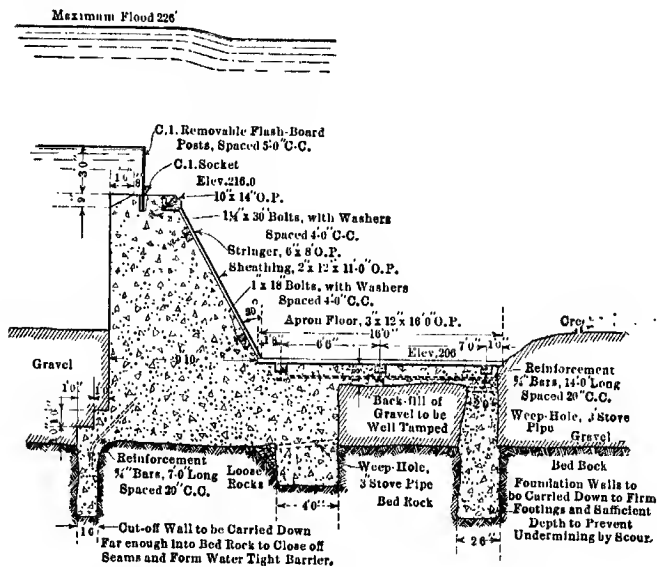 Maximum Flood 226'
C.I. Removable Flash-Board
Posts, Spaced 5'0"C-C.
C.I. Socket
Elev. 216.0
10"x 14"O.P.
1¼"x 30"Bolts, with Washers
Spaced 4'0"C-C.
Stringer, 6"x 8"O.P.
Sheathing, 2"x 12"x 11'0"O.P.
1"x 18"Bolts, with Washers
Spaced 4'0"C.C.
Apron Floor, 3"x 12"x 16'0"O.P.
3'0
9"
16'0"
6'6"
7'0"
Elev. 206
Gravel
Reinforcement
¾"Bars, 14'0"Long
Spaced 20"C.C.
Weep-Hole, 3"Stove
Pipe
Gravel
Back-fill of
Gravel to be
Well Tamped
Reinforcement
¾"Bars, 7'0"Long
Spaced 20"C.C.
Loose
Rocks
Weep-Hole,
3"Stove Pipe
Bed Rock
Bed Rock
Foundation Walls to
be Carried Down to Firm
Footings and Sufficient
Depth to Prevent
Undermining by Scour.
4'0"
2'6"
1'6"
Cut-off Wall to be Carried Down
Far enough into Bed Rock to Close off
Seams and Form Water Tight Barrier.